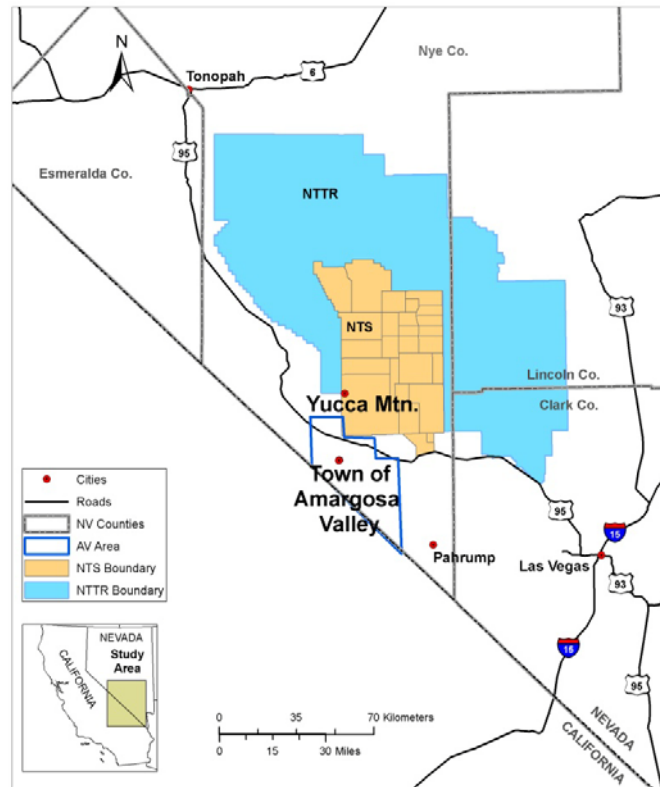 N
Nye Co.
Tonopah
6
95
Esmeralda Co.
NTTR
93
NTS
Lincoln Co.
Clark Co.
Yucca Mtn.
Town of
Amargosa
Valley
Pahrump
95
15
Las Vegas
93
15
95
NEVADA
CALIFORNIA
Cities
Roads
NV Counties
AV Area
NTS Boundary
NTTR Boundary
NEVADA
Study
Area
CALIFORNIA
0 35 70 Kilometers
0 15 30 Miles